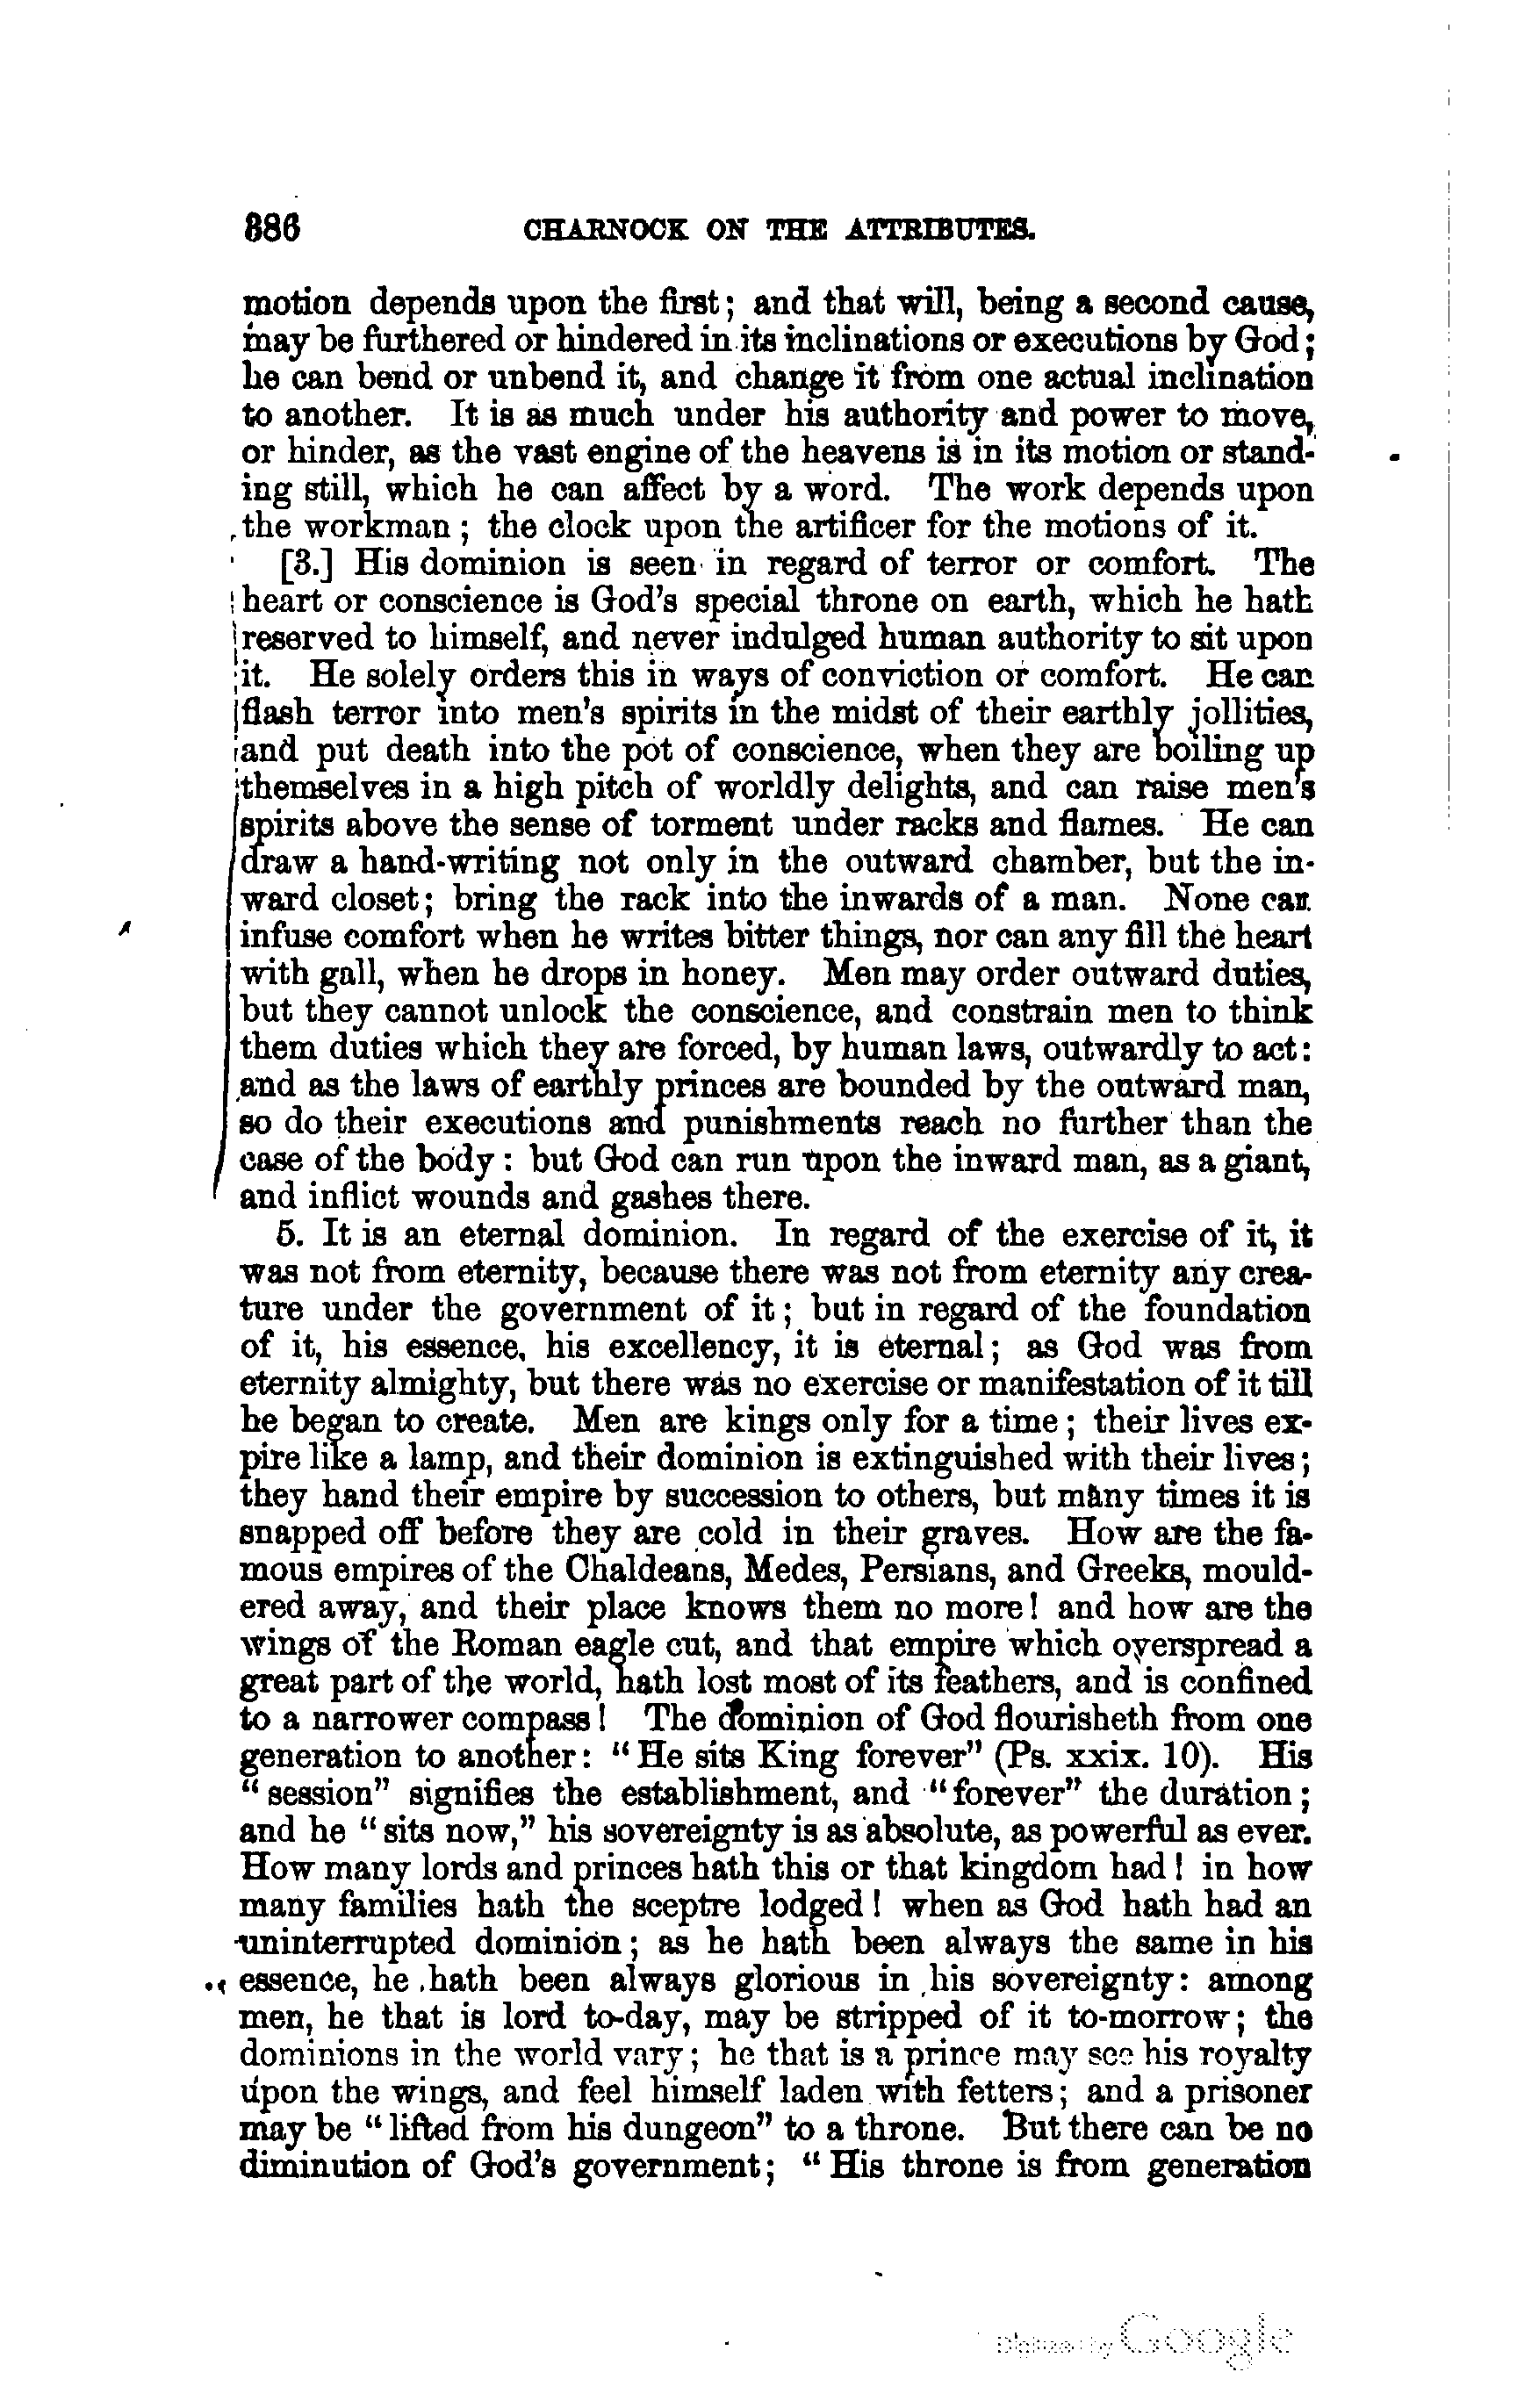 386 CHARNOCK ON THE ATTRIBUTES.
motion depends upon the first; and that will, being a second cause,
may be furthered or hindered in its inclinations or executions by God;
he can bend or unbend it, and change it from one actual inclination
to another. It is as much under his authority and power to move,
or hinder, as the vast engine of the heavens is in its motion or stand-
ing still, which he can affect by a word. The work depends upon
the workman; the clock upon the artificer for the motions of it.
[3.] His dominion is seen in regard of terror or comfort. The
heart or conscience is God's special throne on earth, which he hath
reserved to himself, and never indulged human authority to sit upon
it. He solely orders this in ways of conviction or comfort. He can
flash terror into men's spirits in the midst of their earthly jollities,
and put death into the pot of conscience, when they are boiling up
themselves in a high pitch of worldly delights, and can raise men's
spirits above the sense of torment under racks and flames. He can
draw a hand-writing not only in the outward chamber, but the in-
ward closet; bring the rack into the inwards of a man. None can
infuse comfort when he writes bitter things, nor can any fill the heart
with gall, when he drops in honey. Men may order outward duties,
but they cannot unlock the conscience, and constrain men to think
them duties which they are forced, by human laws, outwardly to act:
and as the laws of earthly princes are bounded by the outward man,
so do their executions and punishments reach no further than the
case of the body: but God can run upon the inward man, as a giant,
and inflict wounds and gashes there.
5. It is an eternal dominion. In regard of the exercise of it, it
was not from eternity, because there was not from eternity any crea-
ture under the government of it; but in regard of the foundation
of it, his essence, his excellency, it is eternal; as God was from
eternity almighty, but there was no exercise or manifestation of it till
he began to create. Men are kings only for a time; their lives ex-
pire like a lamp, and their dominion is extinguished with their lives;
they hand their empire by succession to others, but many times it is
snapped off before they are cold in their graves. How are the fa-
mous empires of the Chaldeans, Medes, Persians, and Greeks, mould-
ered away, and their place knows them no more! and how are the
wings of the Roman eagle cut, and that empire which overspread a
great part of the world, hath lost most of its feathers, and is confined
to a narrower compass! The dominion of God flourisheth from one
generation to another: "He sits King forever" (Ps. xxix. 10). His
"session" signifies the establishment, and "forever" the duration;
and he "sits now," his sovereignty is as absolute, as powerful as ever.
How many lords and princes hath this or that kingdom had! in how
many families hath the sceptre lodged! when as God hath had an
uninterrupted dominion; as he hath been always the same in his
essence, he hath been always glorious in his sovereignty: among
men, he that is lord to-day, may be stripped of it to-morrow; the
dominions in the world vary; he that is a prince may see his royalty
upon the wings, and feel himself laden with fetters; and a prisoner
may be "lifted from his dungeon" to a throne. But there can be no
diminution of God's government; "His throne is from generation
Digitized by Google